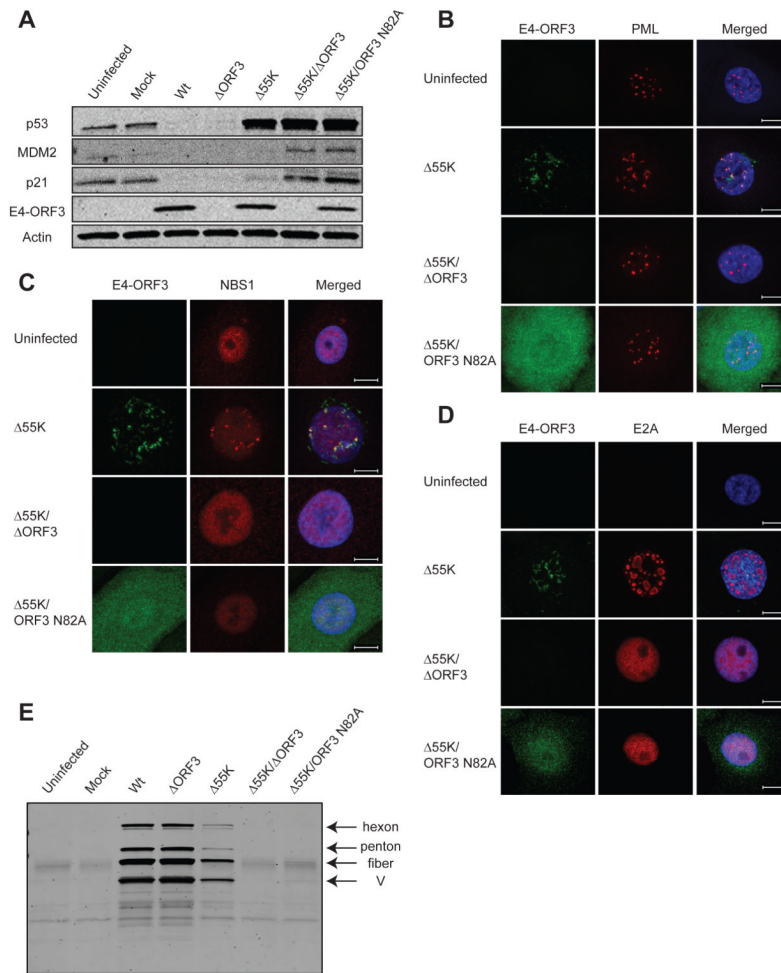 A
Uninfected
Mock
Wt
ΔORF3
Δ55K
Δ55K/ΔORF3
Δ55K/ORF3 N82A
p53
MDM2
p21
E4-ORF3
Actin
B
E4-ORF3 PML Merged
Uninfected
Δ55K
Δ55K/
ΔORF3
Δ55K/
ORF3 N82A
C
E4-ORF3 NBS1 Merged
Uninfected
Δ55K
Δ55K/
ΔORF3
Δ55K/
ORF3 N82A
D
E4-ORF3 E2A Merged
Uninfected
Δ55K
Δ55K/
ΔORF3
Δ55K/
ORF3 N82A
E
Uninfected
Mock
Wt
ΔORF3
Δ55K
Δ55K/ΔORF3
Δ55K/ORF3 N82A
hexon
penton
fiber
V